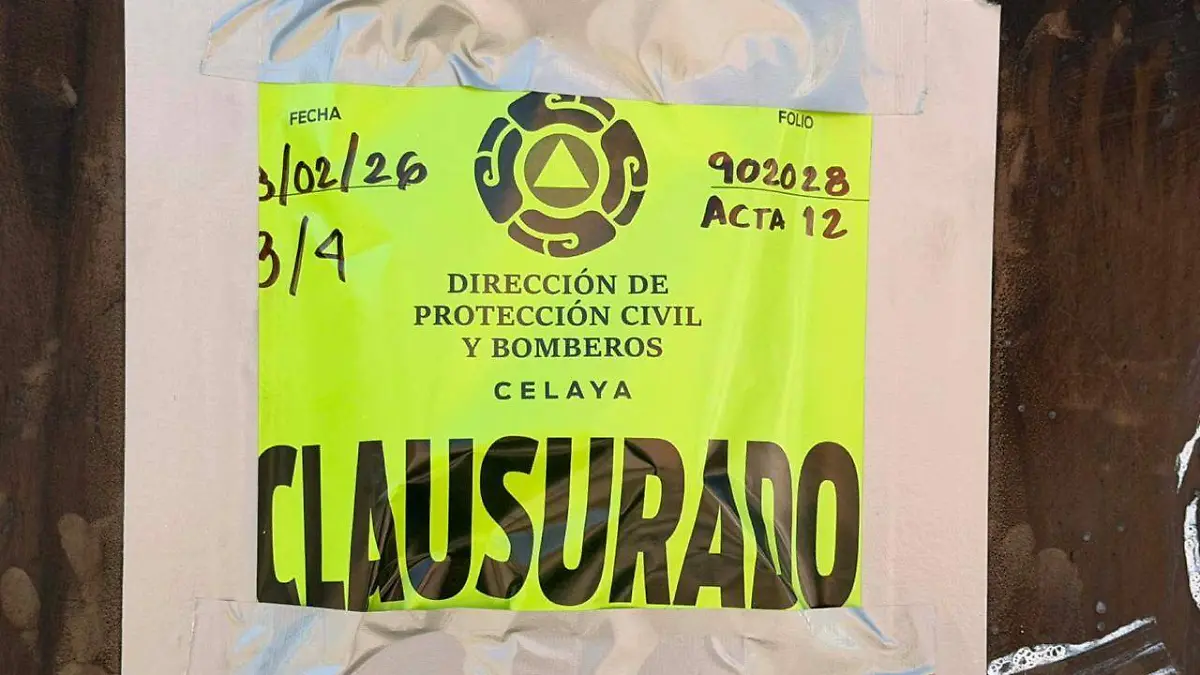 FECHA
FOLIO
3/02/26
902028
ACTA 12
3/4
DIRECCIÓN DE
PROTECCIÓN CIVIL
Y BOMBEROS
CELAYA
CLAUSURADO